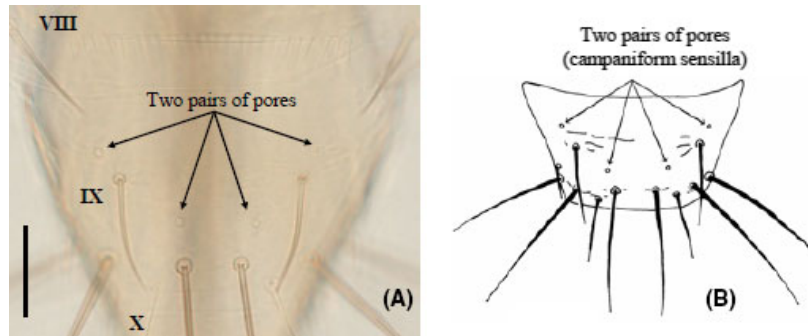 VIII
Two pairs of pores
IX
X
(A)
Two pairs of pores
(campaniform sensilla)
(B)